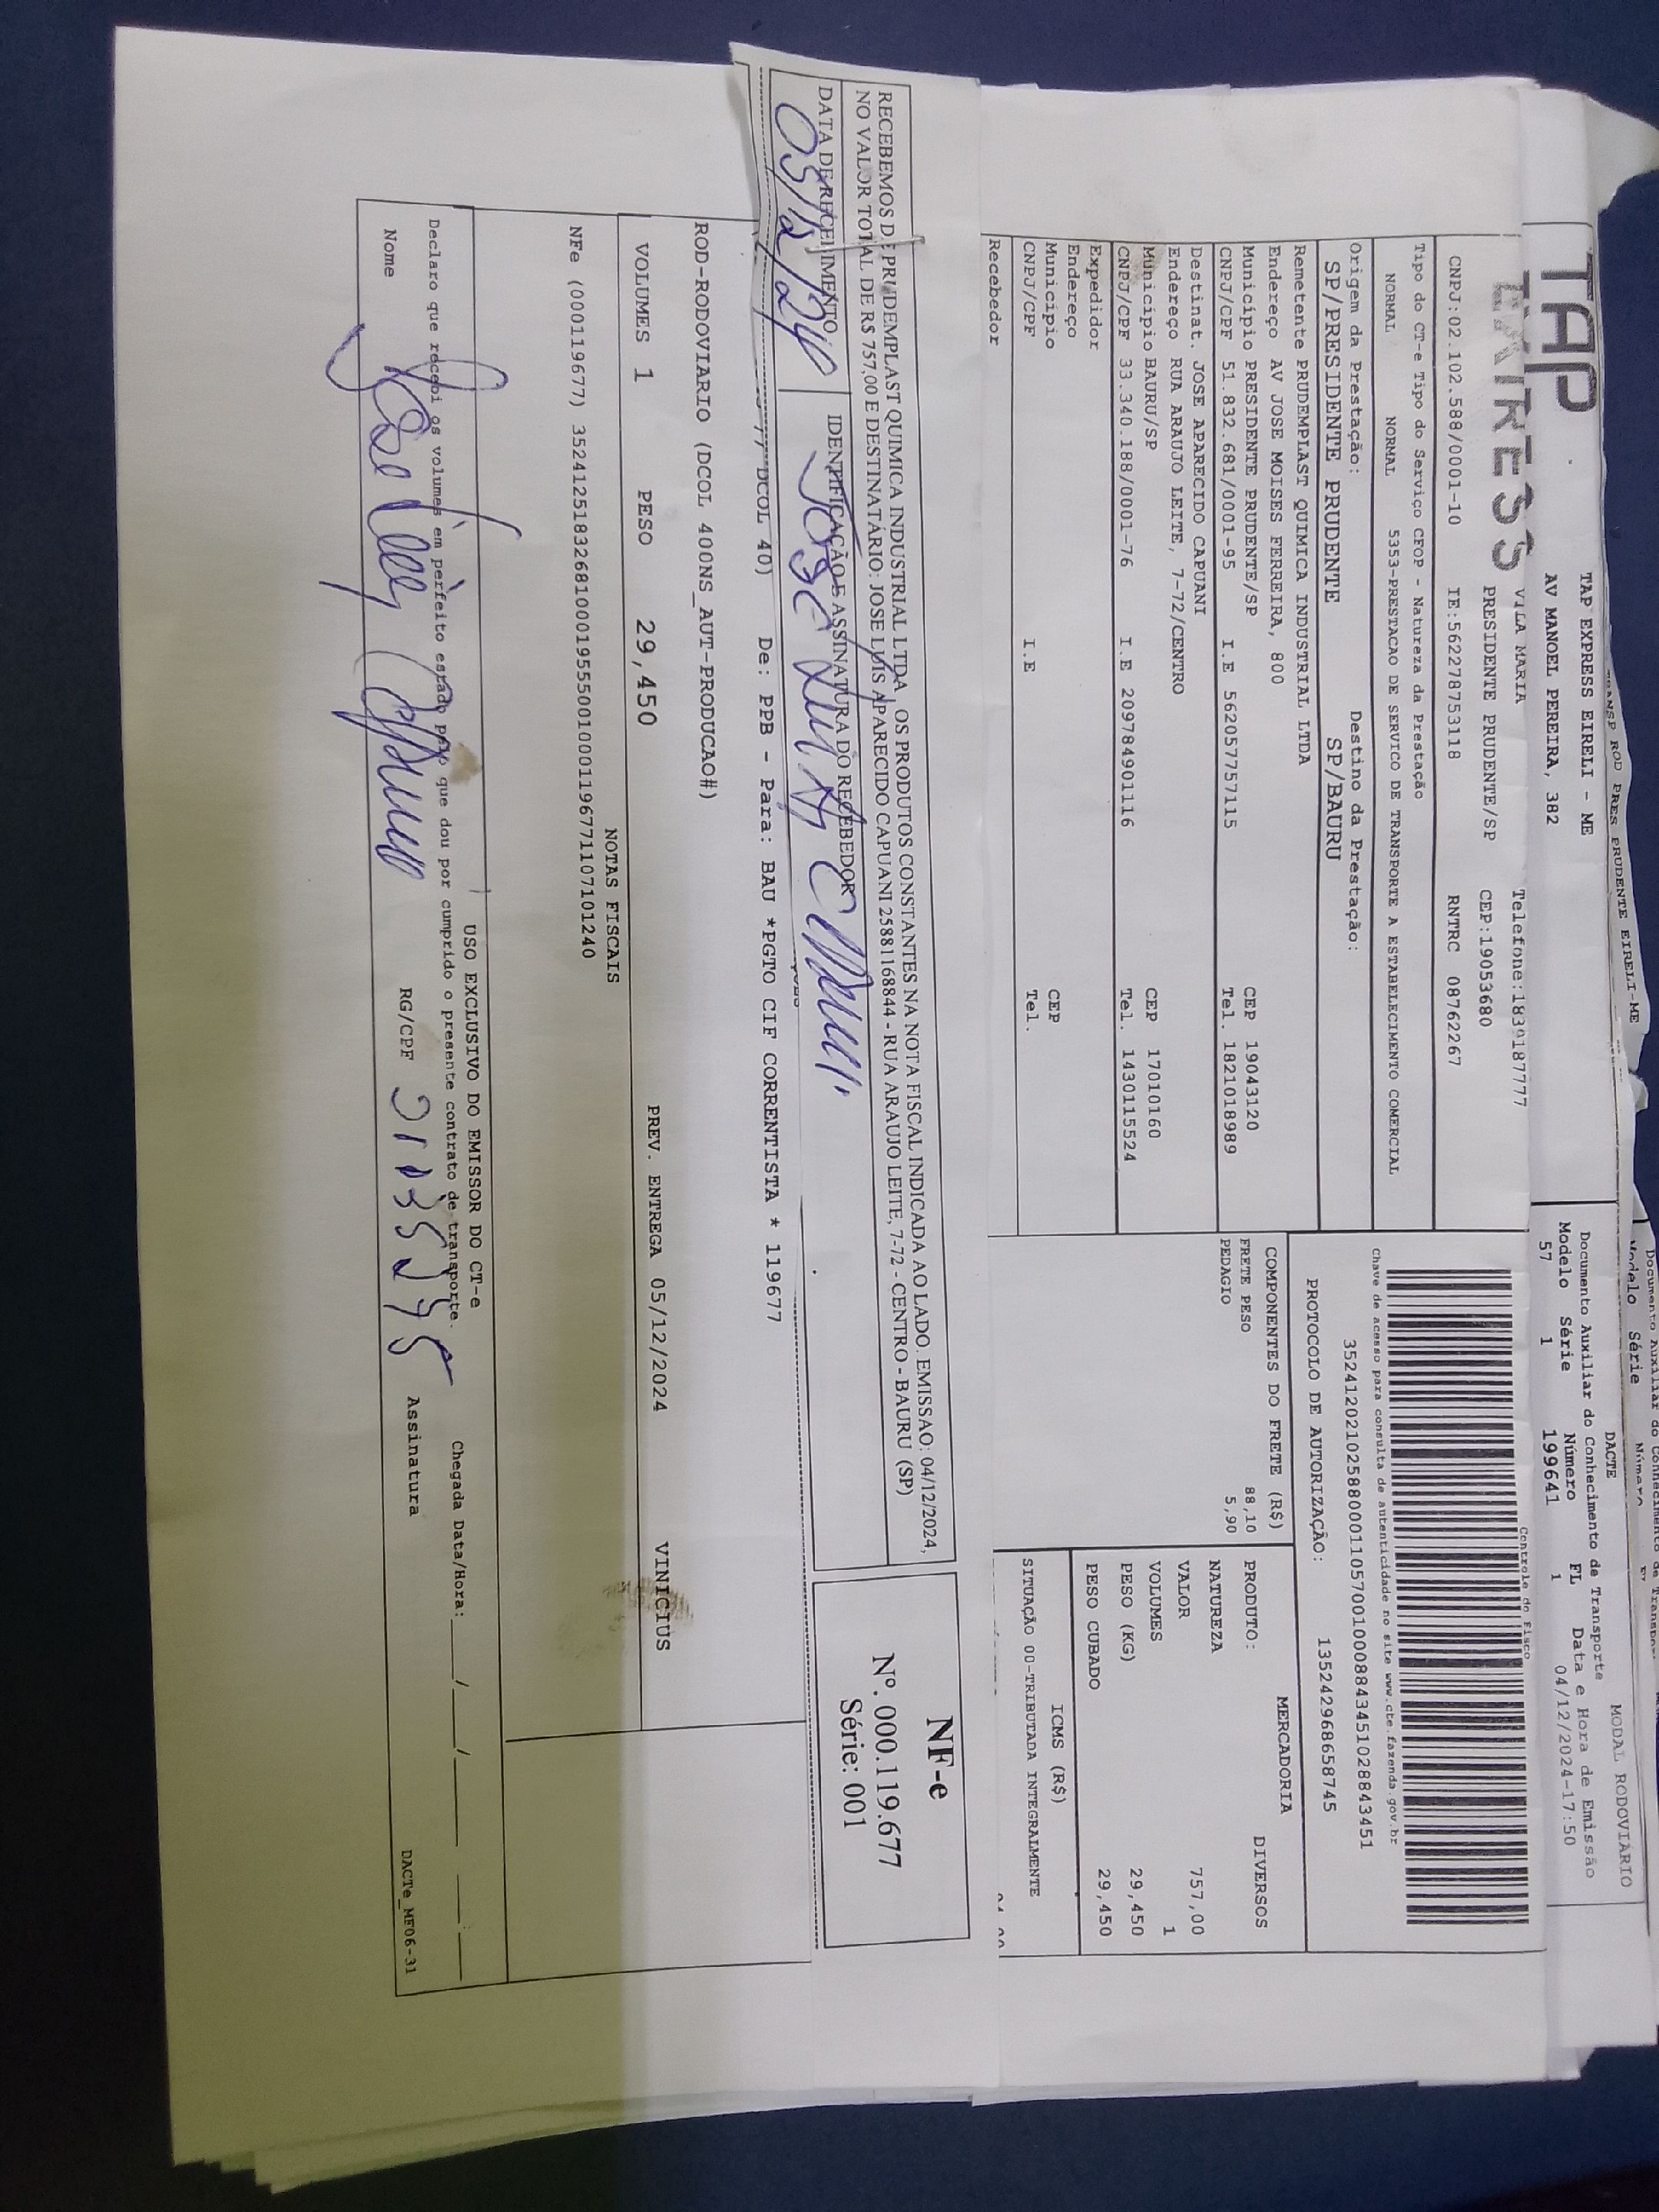 TRANSP ROD PRES PRUDENTE EIRELI-ME
Modelo Série
TAP
EXPRESS
TAP EXPRESS EIRELI - ME
AV MANOEL PEREIRA, 382
VILA MARIA
PRESIDENTE PRUDENTE/SP
Telefone:1839187777
CEP:19053680
CNPJ:02.102.588/0001-10 IE:562278753118 RNTRC 08762267
DACTE
MODAL RODOVIARIO
Documento Auxiliar do Conhecimento de Transporte
Modelo Série Número FL Data e Hora de Emissão
57 1 199641 1 04/12/2024-17:50
Controle do Fisco
Chave de acesso para consulta de autenticidade no site www.cte.fazenda.gov.br
35241202102588000110570010008843451028843451
PROTOCOLO DE AUTORIZAÇÃO: 135242968658745
Tipo do CT-e Tipo do Serviço CFOP - Natureza da Prestação
NORMAL NORMAL 5353-PRESTACAO DE SERVICO DE TRANSPORTE A ESTABELECIMENTO COMERCIAL
Origem da Prestação: Destino da Prestação:
SP/PRESIDENTE PRUDENTE SP/BAURU
Remetente PRUDEMPLAST QUIMICA INDUSTRIAL LTDA
Endereço AV JOSE MOISES FERREIRA, 800
Município PRESIDENTE PRUDENTE/SP CEP 19043120
CNPJ/CPF 51.832.681/0001-95 I.E 562057757115 Tel. 1821018989
Destinat. JOSE APARECIDO CAPUANI
Endereço RUA ARAUJO LEITE, 7-72/CENTRO
Município BAURU/SP CEP 17010160
CNPJ/CPF 33.340.188/0001-76 I.E 209784901116 Tel. 1430115524
Expedidor
Endereço
Município CEP
CNPJ/CPF I.E Tel.
Recebedor
COMPONENTES DO FRETE (R$)
FRETE PESO 88,10
PEDAGIO 5,90
MERCADORIA
PRODUTO: DIVERSOS
NATUREZA
VALOR 757,00
VOLUMES 1
PESO (KG) 29,450
PESO CUBADO 29,450
ICMS (R$)
SITUAÇÃO 00-TRIBUTADA INTEGRALMENTE
RECEBEMOS DE PRUDEMPLAST QUIMICA INDUSTRIAL LTDA OS PRODUTOS CONSTANTES NA NOTA FISCAL INDICADA AO LADO. EMISSAO: 04/12/2024,
NO VALOR TOTAL DE R$ 757,00 E DESTINATÁRIO: JOSE LUIS APARECIDO CAPUANI 25881168844 - RUA ARAUJO LEITE, 7-72 - CENTRO - BAURU (SP)
DATA DE RECEBIMENTO IDENTIFICAÇÃO E ASSINATURA DO RECEBEDOR
NF-e
Nº. 000.119.677
Série: 001
DCOL 40) De: PPB - Para: BAU *PGTO CIF CORRENTISTA * 119677
ROD-RODOVIARIO (DCOL 400NS_AUT-PRODUCAO#)
VOLUMES 1 PESO 29,450 PREV. ENTREGA 05/12/2024 VINICIUS
NOTAS FISCAIS
NFe (000119677) 35241251832681000195550010001196771107101240
USO EXCLUSIVO DO EMISSOR DO CT-e
Declaro que recebi os volumes em perfeito estado pelo que dou por cumprido o presente contrato de transporte. Chegada Data/Hora: ___/___/____ ___:___
Nome RG/CPF Assinatura
DACTe_MF06-31